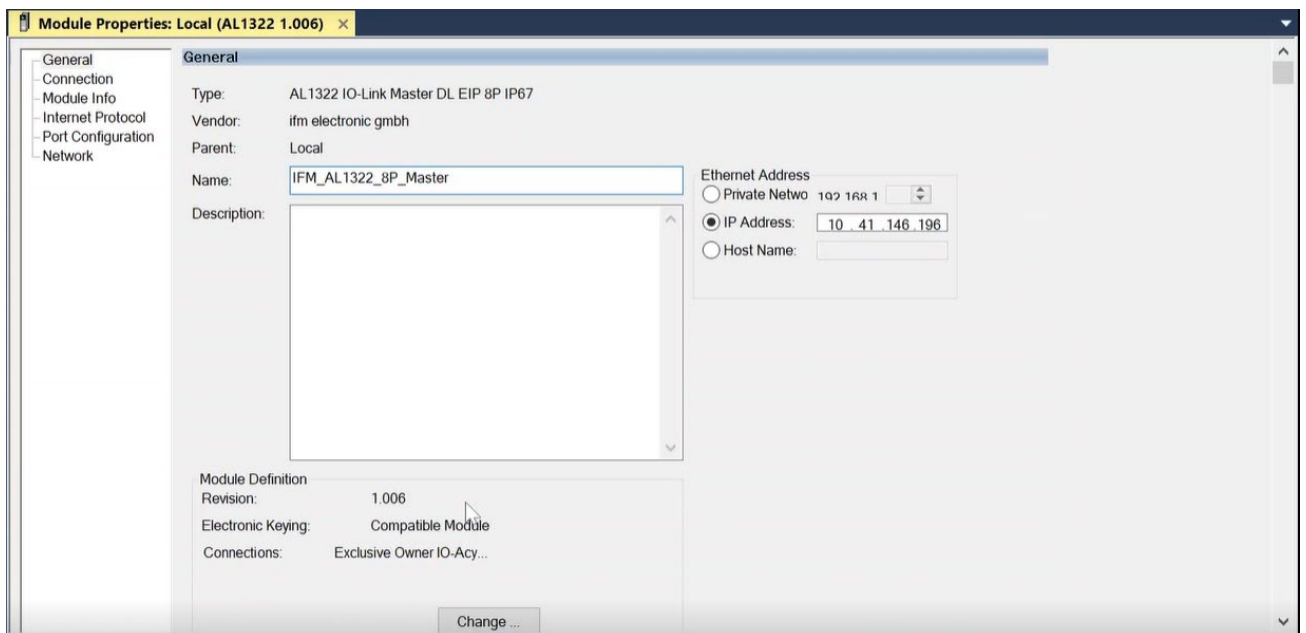 Module Properties: Local (AL1322 1.006) ×
General
Connection
Module Info
Internet Protocol
Port Configuration
Network
General
Type: AL1322 IO-Link Master DL EIP 8P IP67
Vendor: ifm electronic gmbh
Parent: Local
Name: IFM_AL1322_8P_Master
Description:
Ethernet Address
Private Netwo 192.168.1
IP Address: 10 . 41 .146 .196
Host Name:
Module Definition
Revision: 1.006
Electronic Keying: Compatible Module
Connections: Exclusive Owner IO-Acy...
Change ...